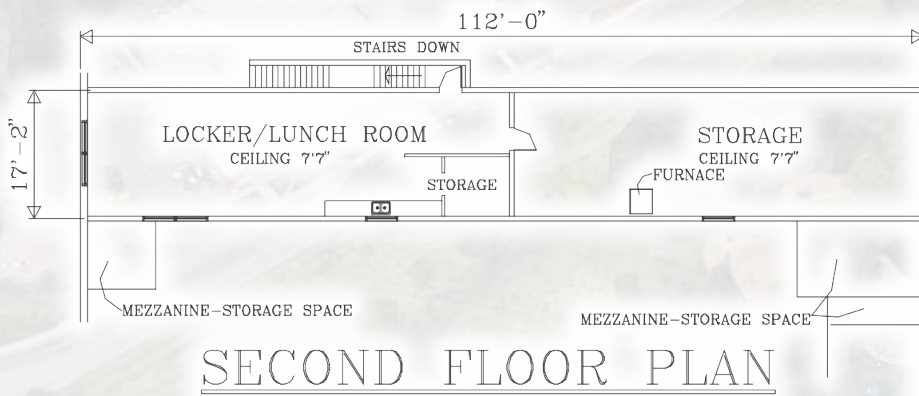 112'-0"
STAIRS DOWN
17'-2"
LOCKER/LUNCH ROOM
CEILING 7'7"
STORAGE
STORAGE
CEILING 7'7"
FURNACE
MEZZANINE-STORAGE SPACE
MEZZANINE-STORAGE SPACE
SECOND FLOOR PLAN